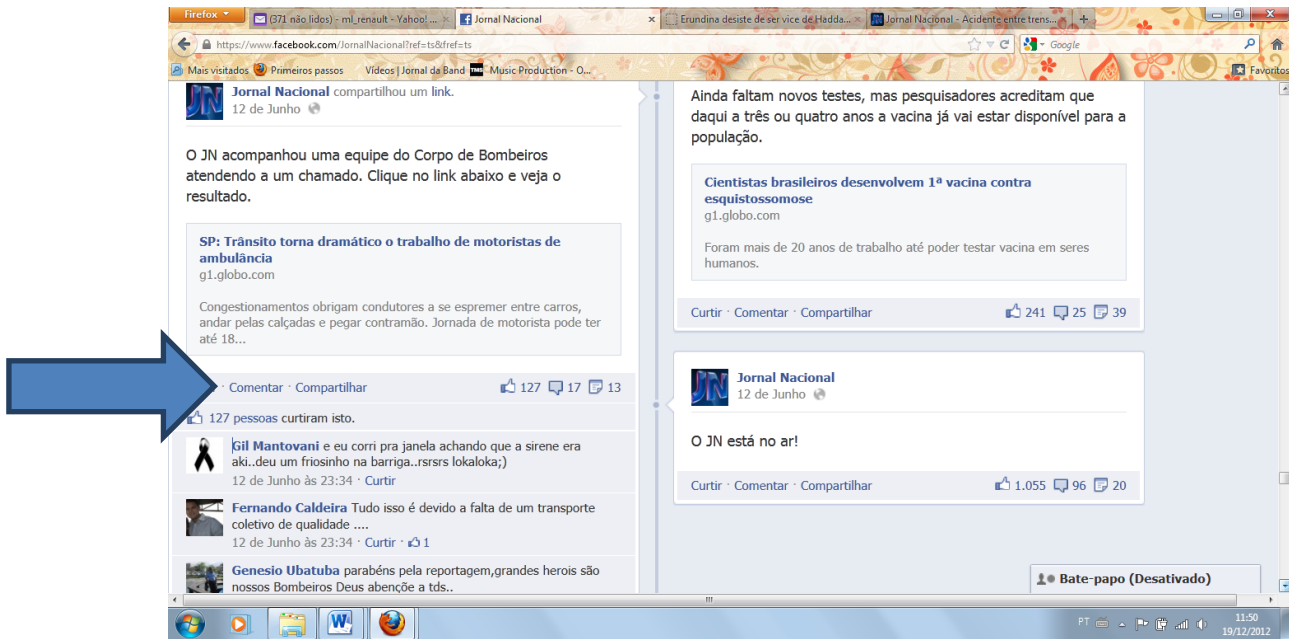 Firefox
(371 não lidos) - ml_renault - Yahoo! ...
Jornal Nacional
Erundina desiste de ser vice de Hadda...
Jornal Nacional - Acidente entre trens...
https://www.facebook.com/JornalNacional?ref=ts&fref=ts
Google
Mais visitados
Primeiros passos
Vídeos | Jornal da Band
Music Production - O...
Favoritos
Jornal Nacional compartilhou um link.
12 de Junho
O JN acompanhou uma equipe do Corpo de Bombeiros
atendendo a um chamado. Clique no link abaixo e veja o
resultado.
SP: Trânsito torna dramático o trabalho de motoristas de
ambulância
g1.globo.com
Congestionamentos obrigam condutores a se espremer entre carros,
andar pelas calçadas e pegar contramão. Jornada de motorista pode ter
até 18...
· Comentar · Compartilhar
127 17 13
127 pessoas curtiram isto.
Gil Mantovani e eu corri pra janela achando que a sirene era
aki..deu um friosinho na barriga..rsrsrs lokaloka;)
12 de Junho às 23:34 · Curtir
Fernando Caldeira Tudo isso é devido a falta de um transporte
coletivo de qualidade ....
12 de Junho às 23:34 · Curtir · 1
Genesio Ubatuba parabéns pela reportagem,grandes herois são
nossos Bombeiros Deus abençõe a tds..
Ainda faltam novos testes, mas pesquisadores acreditam que
daqui a três ou quatro anos a vacina já vai estar disponível para a
população.
Cientistas brasileiros desenvolvem 1ª vacina contra
esquistossomose
g1.globo.com
Foram mais de 20 anos de trabalho até poder testar vacina em seres
humanos.
Curtir · Comentar · Compartilhar
241 25 39
JN
Jornal Nacional
12 de Junho
O JN está no ar!
Curtir · Comentar · Compartilhar
1.055 96 20
Bate-papo (Desativado)
PT
11:50
19/12/2012